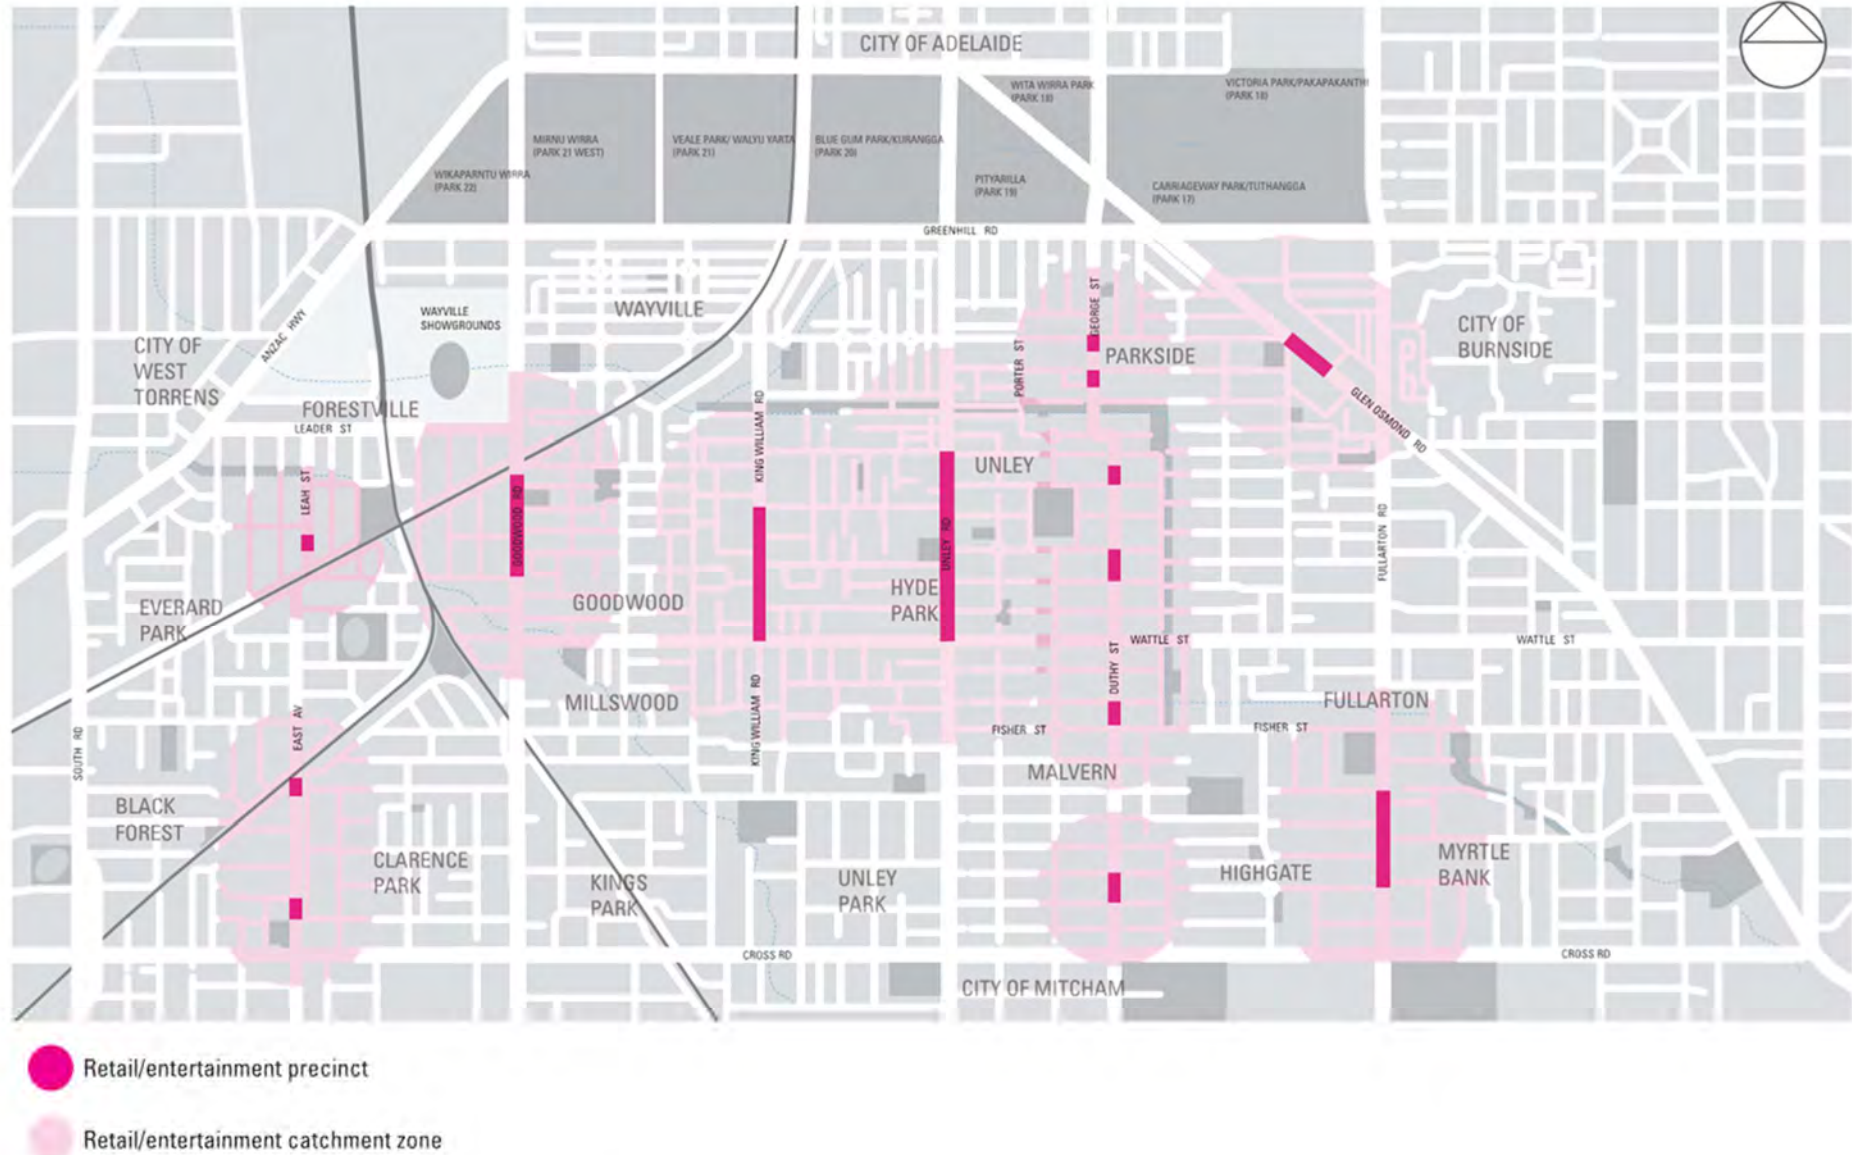 CITY OF ADELAIDE
WITA WIRRA PARK
(PARK 18)
VICTORIA PARK/PAKAPAKANTHI
(PARK 18)
MIRNU WIRRA
(PARK 21 WEST)
VEALE PARK/ WALYU YARTA
(PARK 21)
BLUE GUM PARK/KURANGGA
(PARK 20)
WIKAPARNTU WIRRA
(PARK 22)
PITYARILLA
(PARK 19)
CARRIAGEWAY PARK/TUTHANGGA
(PARK 17)
GREENHILL RD
WAYVILLE
SHOWGROUNDS
WAYVILLE
GEORGE ST
ANZAC HWY
CITY OF
WEST
TORRENS
PORTER ST
PARKSIDE
CITY OF
BURNSIDE
FORESTVILLE
LEADER ST
KING WILLIAM RD
GLEN OSMOND RD
LEAH ST
GOODWOOD RD
UNLEY
UNLEY RD
FULLARTON RD
EVERARD
PARK
GOODWOOD
HYDE
PARK
WATTLE ST
WATTLE ST
DUTHY ST
MILLSWOOD
KING WILLIAM RD
FULLARTON
EAST AV
SOUTH RD
FISHER ST
FISHER ST
MALVERN
BLACK
FOREST
CLARENCE
PARK
KINGS
PARK
UNLEY
PARK
HIGHGATE
MYRTLE
BANK
CROSS RD
CROSS RD
CITY OF MITCHAM
Retail/entertainment precinct
Retail/entertainment catchment zone